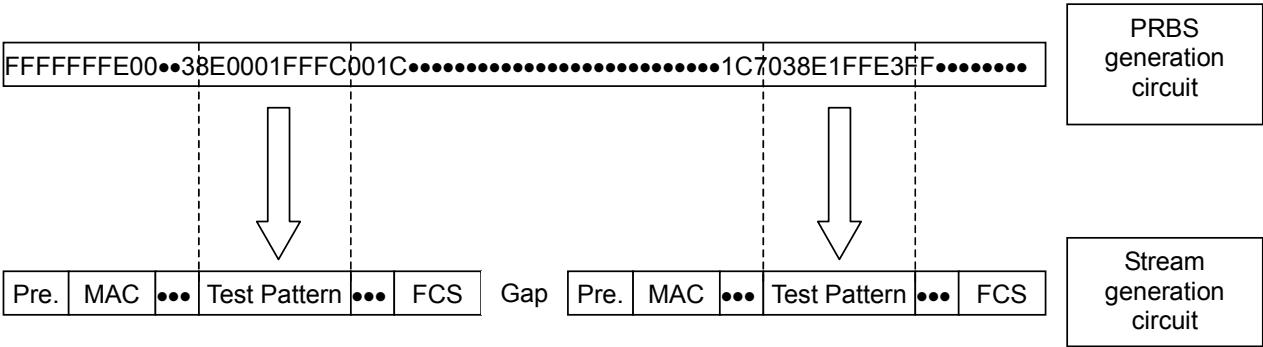 FFFFFFFE00••38E0001FFFC001C•••••••••••••••••••••••••••1C7038E1FFE3FF••••••••
PRBS
generation
circuit
Pre. MAC ••• Test Pattern ••• FCS Gap Pre. MAC ••• Test Pattern ••• FCS
Stream
generation
circuit